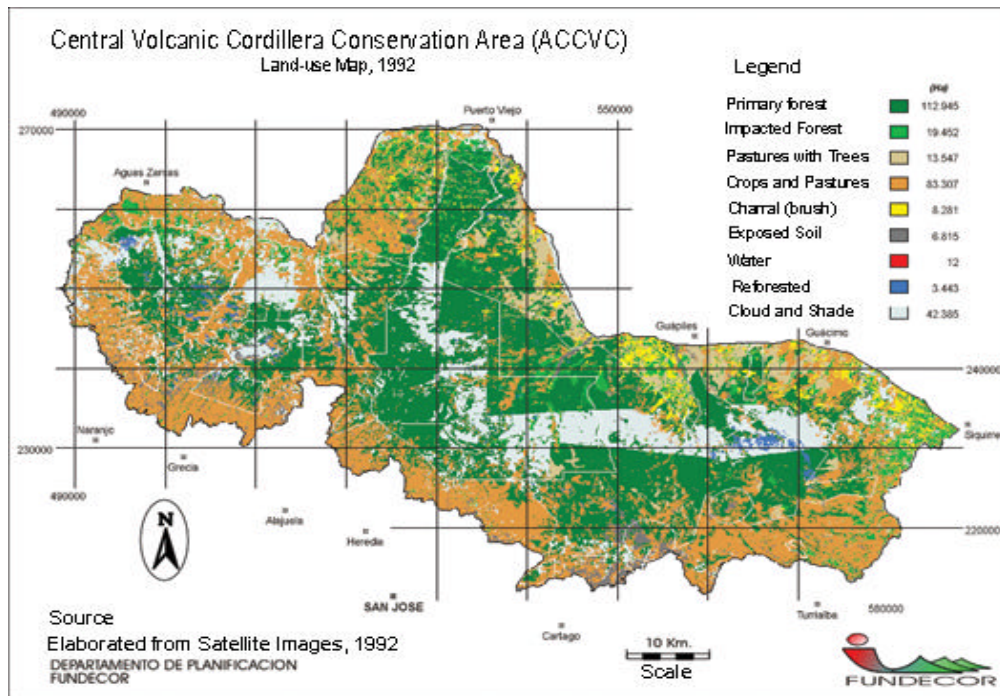 Central Volcanic Cordillera Conservation Area (ACCVC)
Land-use Map, 1992
Legend
(Ha)
Primary forest 112.945
Impacted Forest 19.452
Pastures with Trees 13.547
Crops and Pastures 83.307
Charral (brush) 8.281
Exposed Soil 6.815
Water 12
Reforested 3.443
Cloud and Shade 42.385
490000
Puerto Viejo
550000
270000
Aguas Zarcas
Guápiles
Guácimo
240000
Naranjo
Siquirre
230000
Grecia
490000
Alajuela
Heredia
220000
N
SAN JOSE
Turrialba
580000
Cartago
Source
Elaborated from Satellite Images, 1992
DEPARTAMENTO DE PLANIFICACION
FUNDECOR
10 Km.
Scale
FUNDECOR